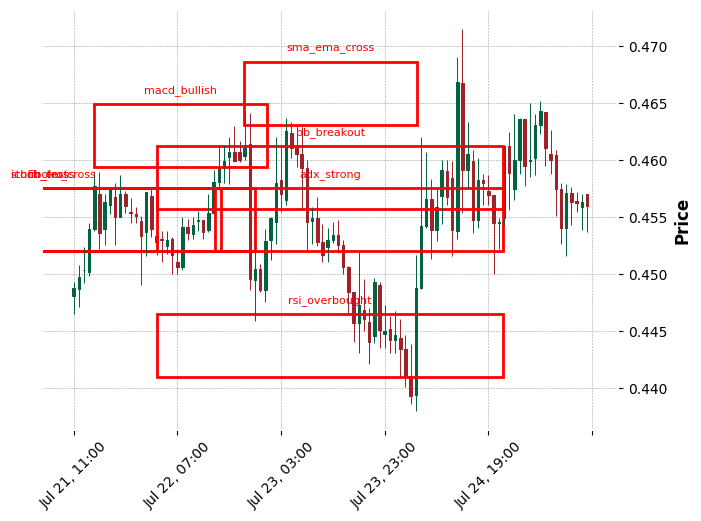 sma_ema_cross
macd_bullish
bb_breakout
adx_strong
rsi_overbought
0.470
0.465
0.460
0.455
0.450
0.445
0.440
Price
Jul 21, 11:00
Jul 22, 07:00
Jul 23, 03:00
Jul 23, 23:00
Jul 24, 19:00